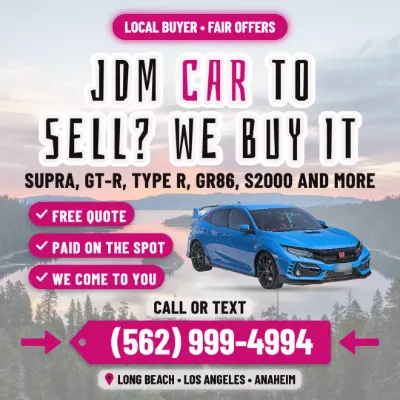 LOCAL BUYER • FAIR OFFERS
JDM CAR TO
SELL? WE BUY IT
SUPRA, GT-R, TYPE R, GR86, S2000 AND MORE
FREE QUOTE
PAID ON THE SPOT
WE COME TO YOU
CALL OR TEXT
(562) 999-4994
LONG BEACH • LOS ANGELES • ANAHEIM